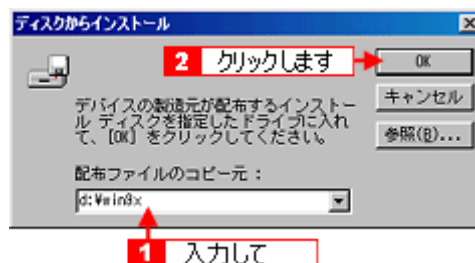 ディスクからインストール
2 クリックします
OK
デバイスの製造元が配布するインストー
ル ディスクを指定したドライブに入れ
て、[OK] をクリックしてください。
キャンセル
参照(R)...
配布ファイルのコピー元：
d:¥win9x
1 入力して